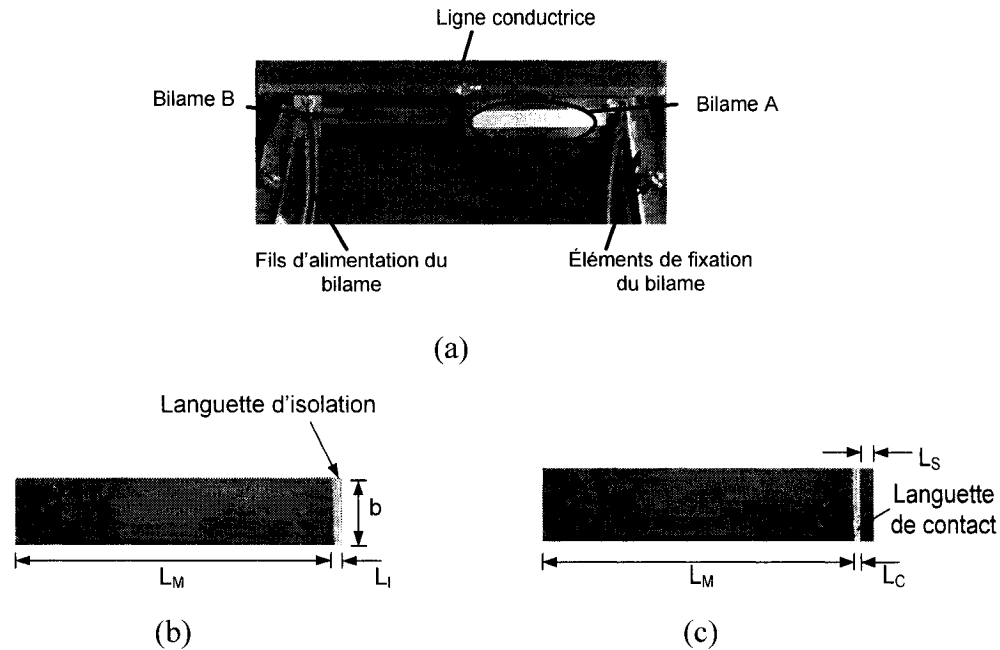 Ligne conductrice
Bilame B
Bilame A
Fils d'alimentation du
bilame
Éléments de fixation
du bilame
(a)
Languette d'isolation
b
L_M
L_I
(b)
L_S
Languette
de contact
L_M
L_C
(c)